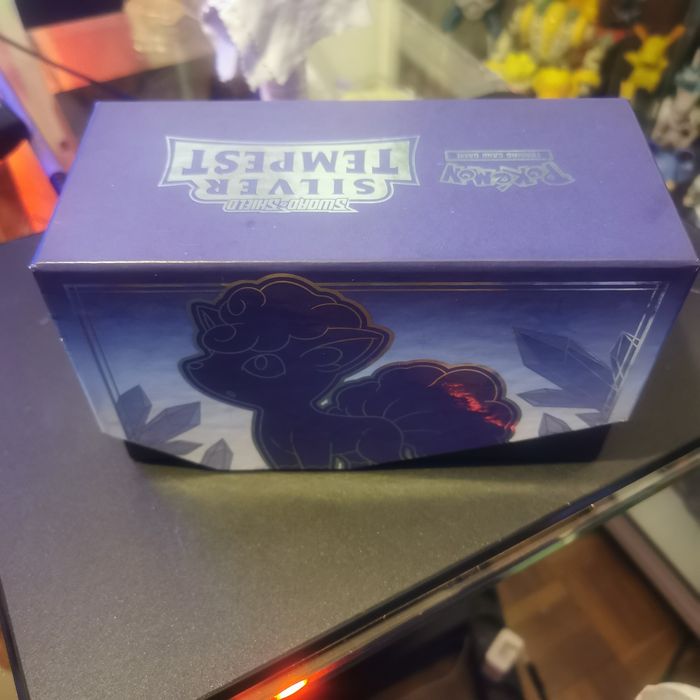 POKéMON
TRADING CARD GAME
SWORD & SHIELD
SILVER
TEMPEST